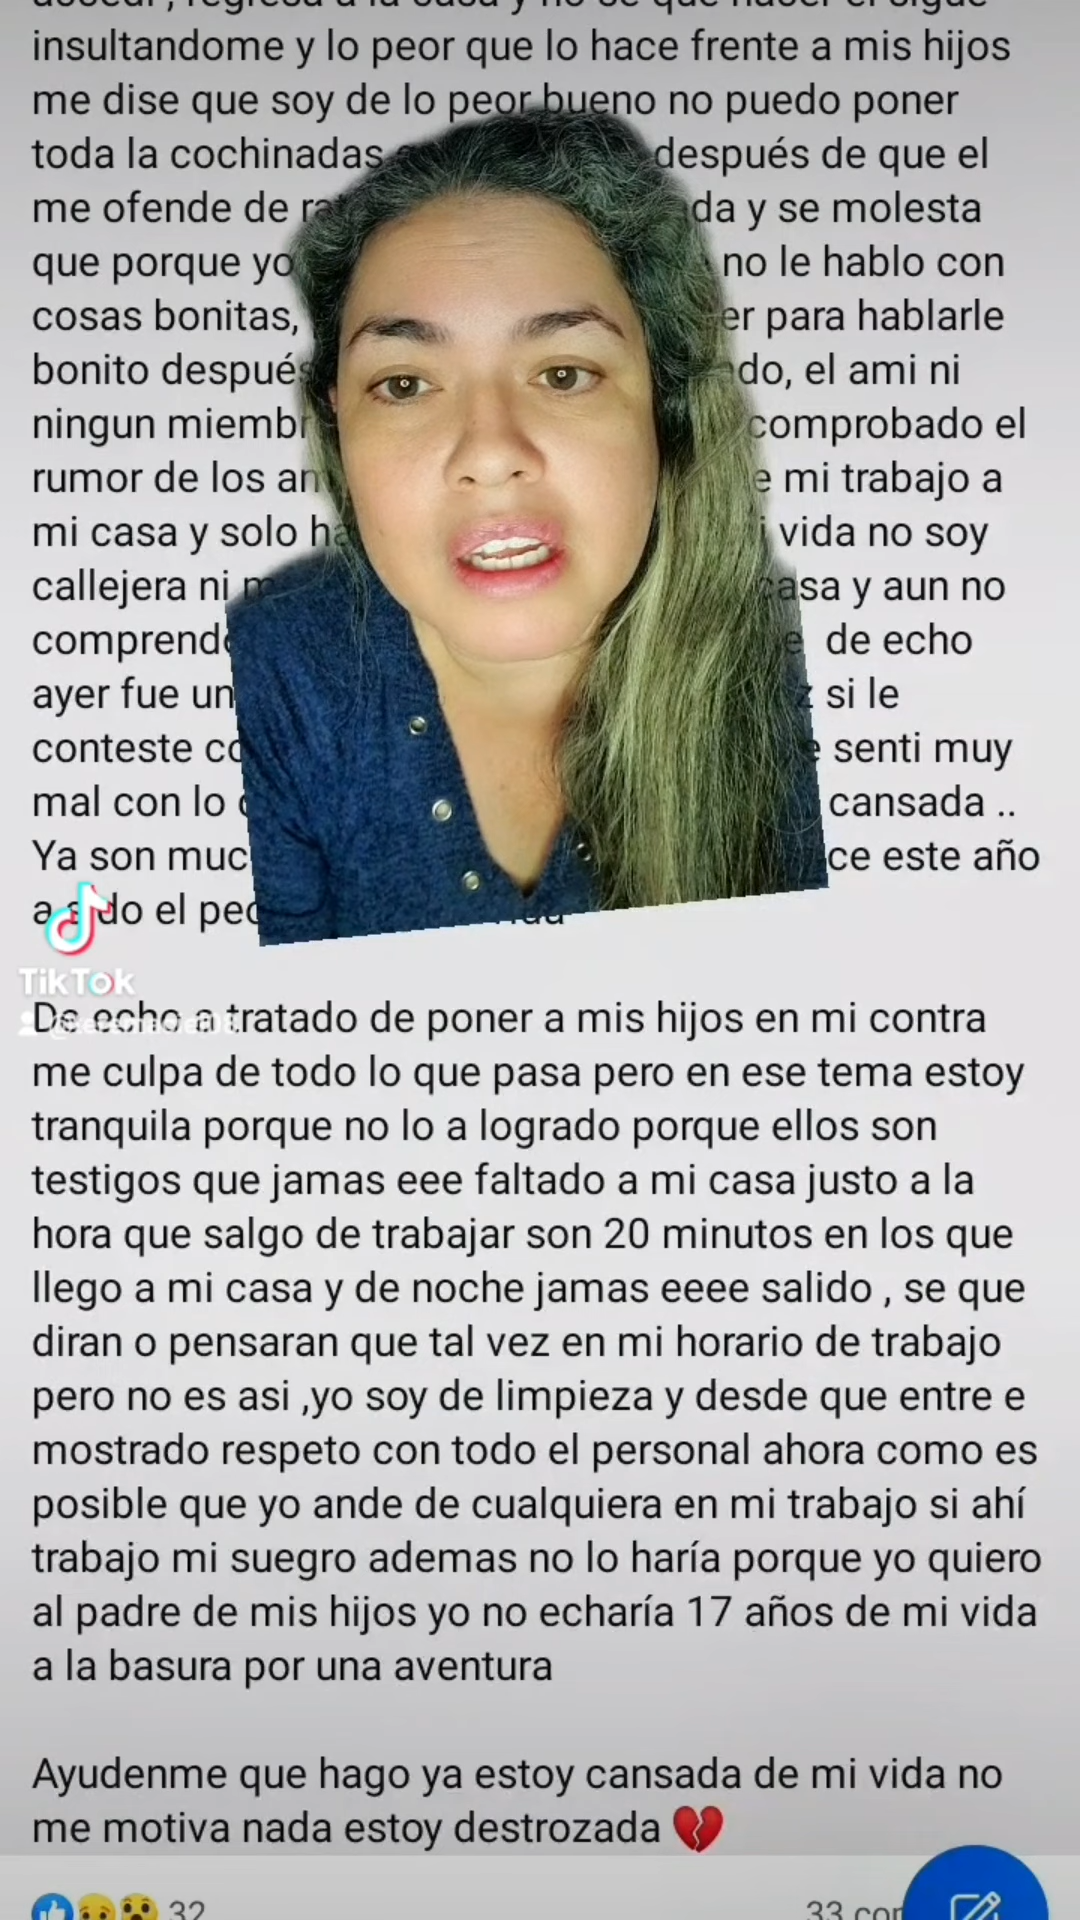 insultandome y lo peor que lo hace frente a mis hijos
me dise que soy de lo peor bueno no puedo poner
toda la cochinadas después de que el
me ofende de y se molesta
que porque yo no le hablo con
cosas bonitas, para hablarle
bonito después el ami ni
ningun comprobado el
rumor de los mi trabajo a
mi casa y solo vida no soy
callejera ni casa y aun no
de echo
ayer fue un si le
conteste senti muy
mal con lo cansada ..
Ya son este año
el
De echo a tratado de poner a mis hijos en mi contra
me culpa de todo lo que pasa pero en ese tema estoy
tranquila porque no lo a logrado porque ellos son
testigos que jamas eee faltado a mi casa justo a la
hora que salgo de trabajar son 20 minutos en los que
llego a mi casa y de noche jamas eeee salido , se que
diran o pensaran que tal vez en mi horario de trabajo
pero no es asi ,yo soy de limpieza y desde que entre e
mostrado respeto con todo el personal ahora como es
posible que yo ande de cualquiera en mi trabajo si ahí
trabajo mi suegro ademas no lo haría porque yo quiero
al padre de mis hijos yo no echaría 17 años de mi vida
a la basura por una aventura
Ayudenme que hago ya estoy cansada de mi vida no
me motiva nada estoy destrozada 💔
32 33
TikTok